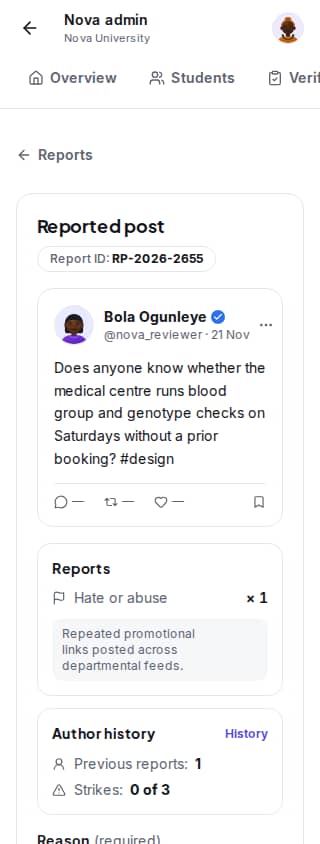 Nova admin
Nova University
Overview
Students
Verif
Reports
Reported post
Report ID: RP-2026-2655
Bola Ogunleye
@nova_reviewer · 21 Nov
Does anyone know whether the
medical centre runs blood
group and genotype checks on
Saturdays without a prior
booking? #design
— — —
Reports
Hate or abuse × 1
Repeated promotional
links posted across
departmental feeds.
Author history History
Previous reports: 1
Strikes: 0 of 3
Reason (required)